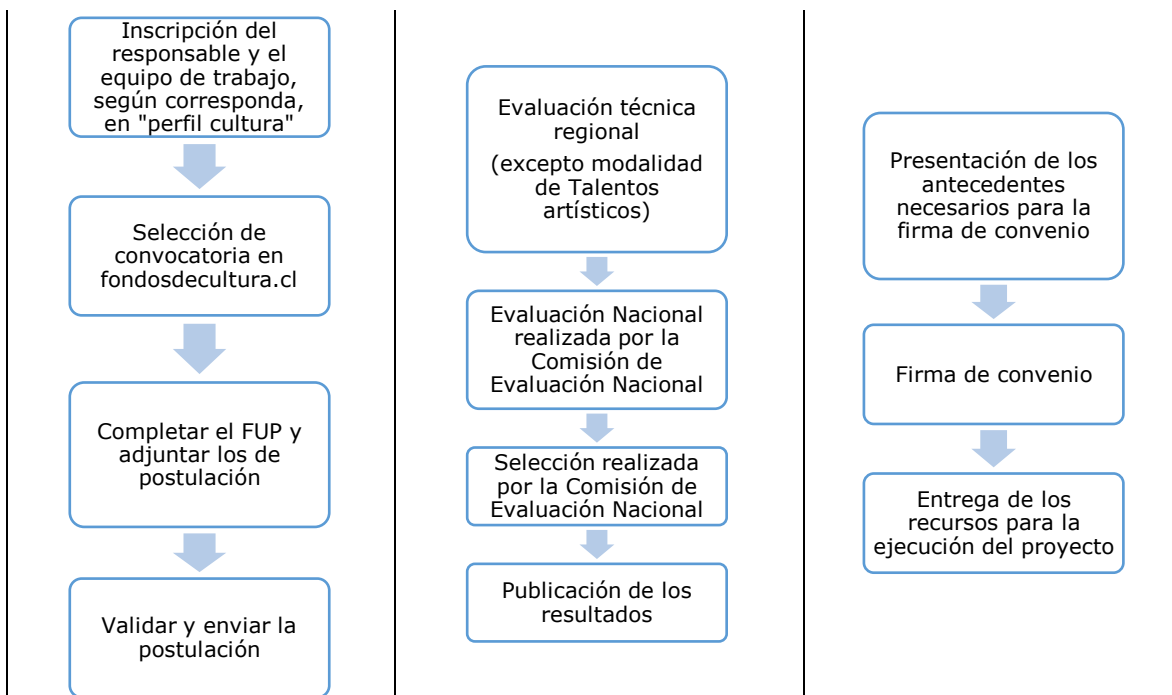 Inscripción del
responsable y el
equipo de trabajo,
según corresponda,
en "perfil cultura"
Selección de
convocatoria en
fondosdecultura.cl
Completar el FUP y
adjuntar los de
postulación
Validar y enviar la
postulación
Evaluación técnica
regional
(excepto modalidad
de Talentos
artísticos)
Evaluación Nacional
realizada por la
Comisión de
Evaluación Nacional
Selección realizada
por la Comisión de
Evaluación Nacional
Publicación de los
resultados
Presentación de los
antecedentes
necesarios para la
firma de convenio
Firma de convenio
Entrega de los
recursos para la
ejecución del proyecto